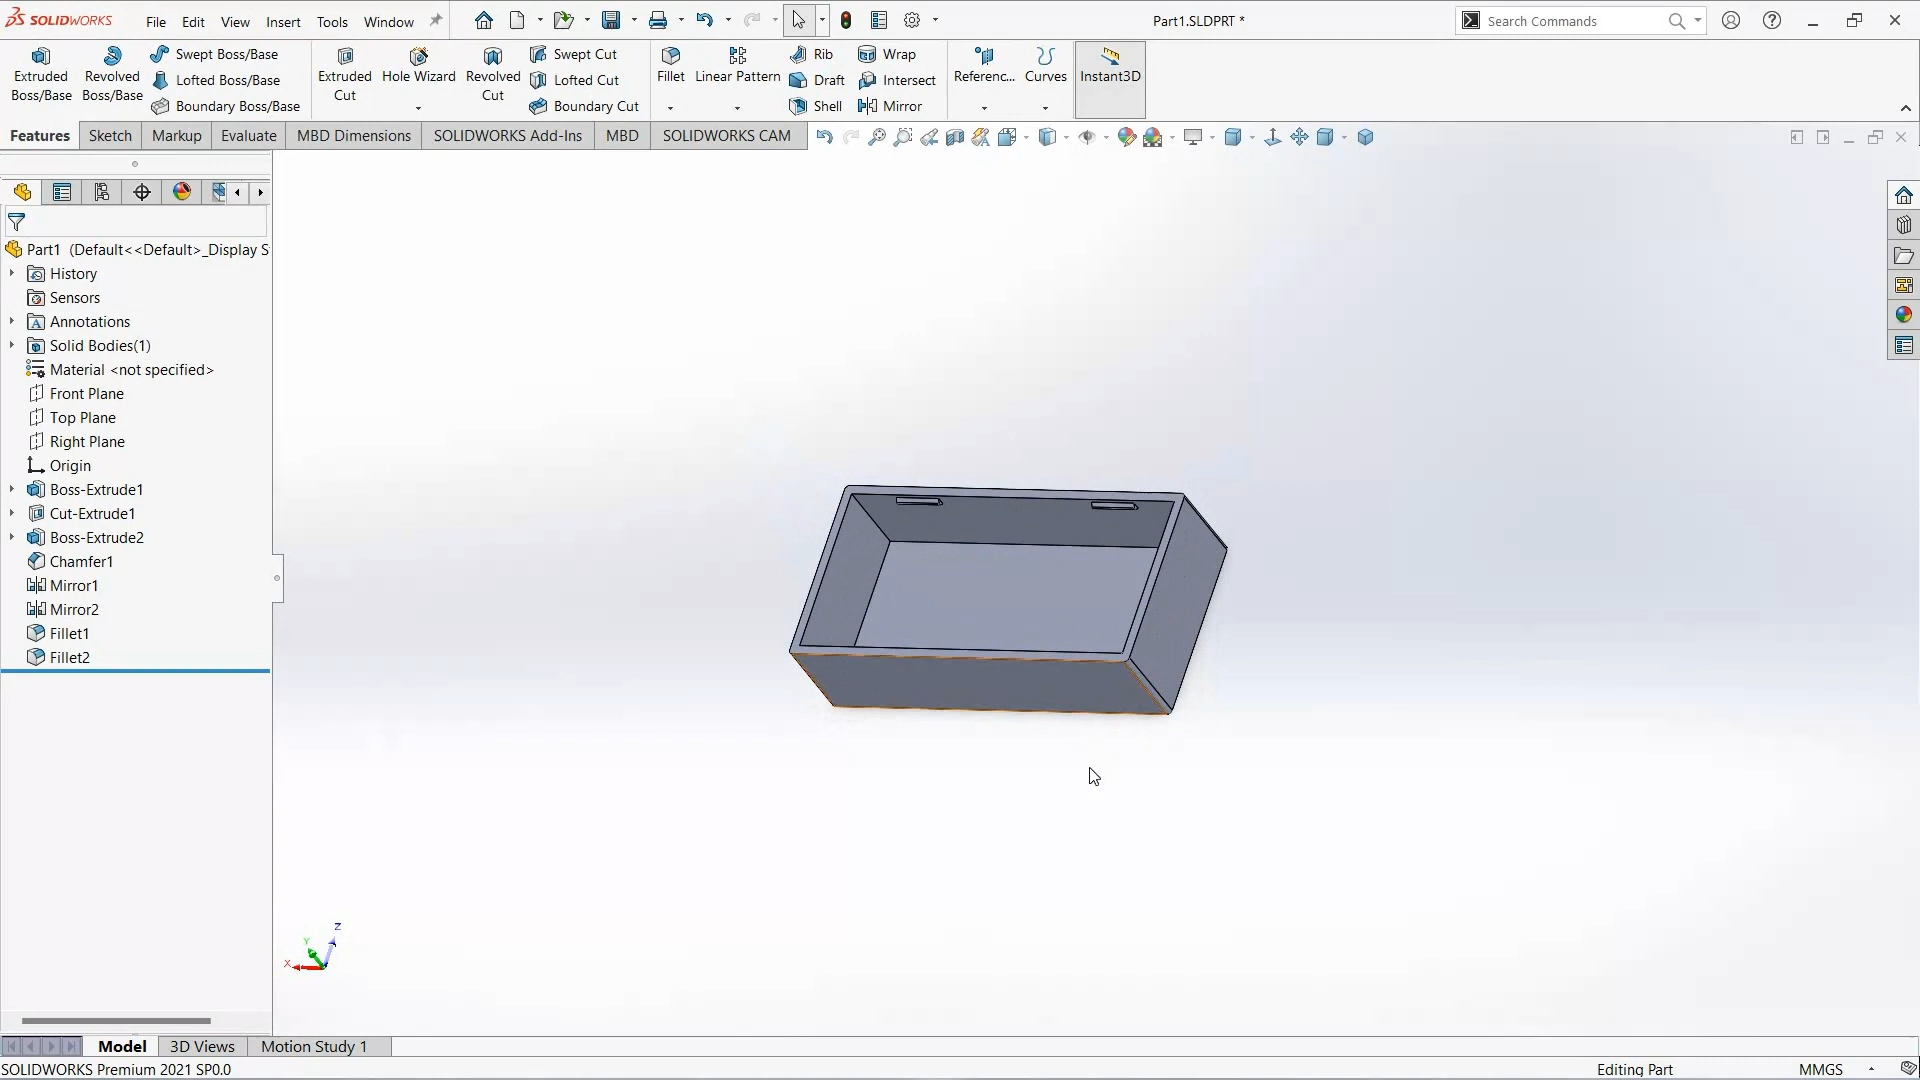 SOLIDWORKS File Edit View Insert Tools Window Part1.SLDPRT * Search Commands
Extruded Boss/Base
Revolved Boss/Base
Swept Boss/Base
Lofted Boss/Base
Boundary Boss/Base
Extruded Cut
Hole Wizard
Revolved Cut
Swept Cut
Lofted Cut
Boundary Cut
Fillet
Linear Pattern
Rib
Draft
Shell
Wrap
Intersect
Mirror
Referenc...
Curves
Instant3D
Features Sketch Markup Evaluate MBD Dimensions SOLIDWORKS Add-Ins MBD SOLIDWORKS CAM
Part1 (Default<<Default>_Display S
History
Sensors
Annotations
Solid Bodies(1)
Material <not specified>
Front Plane
Top Plane
Right Plane
Origin
Boss-Extrude1
Cut-Extrude1
Boss-Extrude2
Chamfer1
Mirror1
Mirror2
Fillet1
Fillet2
Z
Y
X
Model 3D Views Motion Study 1
SOLIDWORKS Premium 2021 SP0.0 Editing Part MMGS